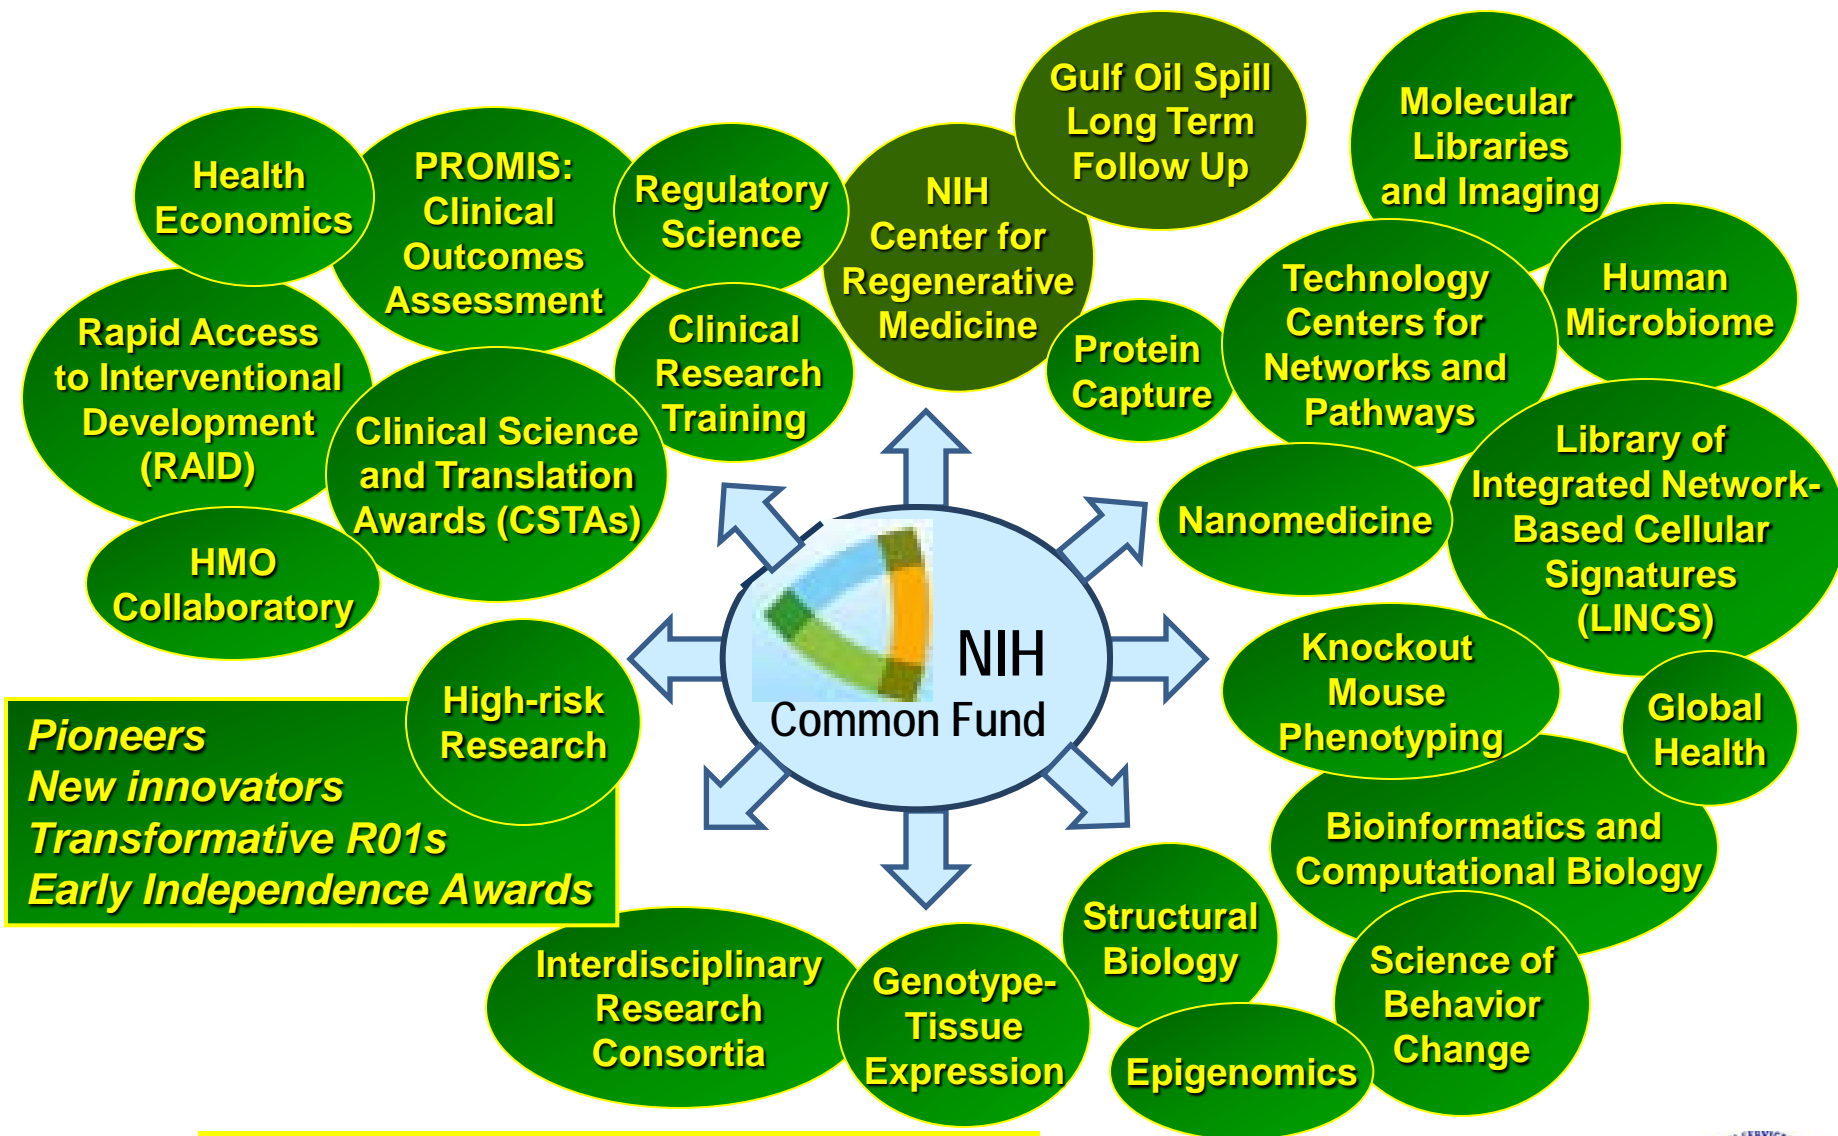 Health
Economics
PROMIS:
Clinical
Outcomes
Assessment
Regulatory
Science
NIH
Center for
Regenerative
Medicine
Gulf Oil Spill
Long Term
Follow Up
Molecular
Libraries
and Imaging
Rapid Access
to Interventional
Development
(RAID)
Clinical Science
and Translation
Awards (CSTAs)
Clinical
Research
Training
Protein
Capture
Technology
Centers for
Networks and
Pathways
Human
Microbiome
HMO
Collaboratory
Nanomedicine
Library of
Integrated Network-
Based Cellular
Signatures
(LINCS)
High-risk
Research
NIH
Common Fund
Knockout
Mouse
Phenotyping
Global
Health
Pioneers
New innovators
Transformative R01s
Early Independence Awards
Bioinformatics and
Computational Biology
Interdisciplinary
Research
Consortia
Genotype-
Tissue
Expression
Structural
Biology
Epigenomics
Science of
Behavior
Change